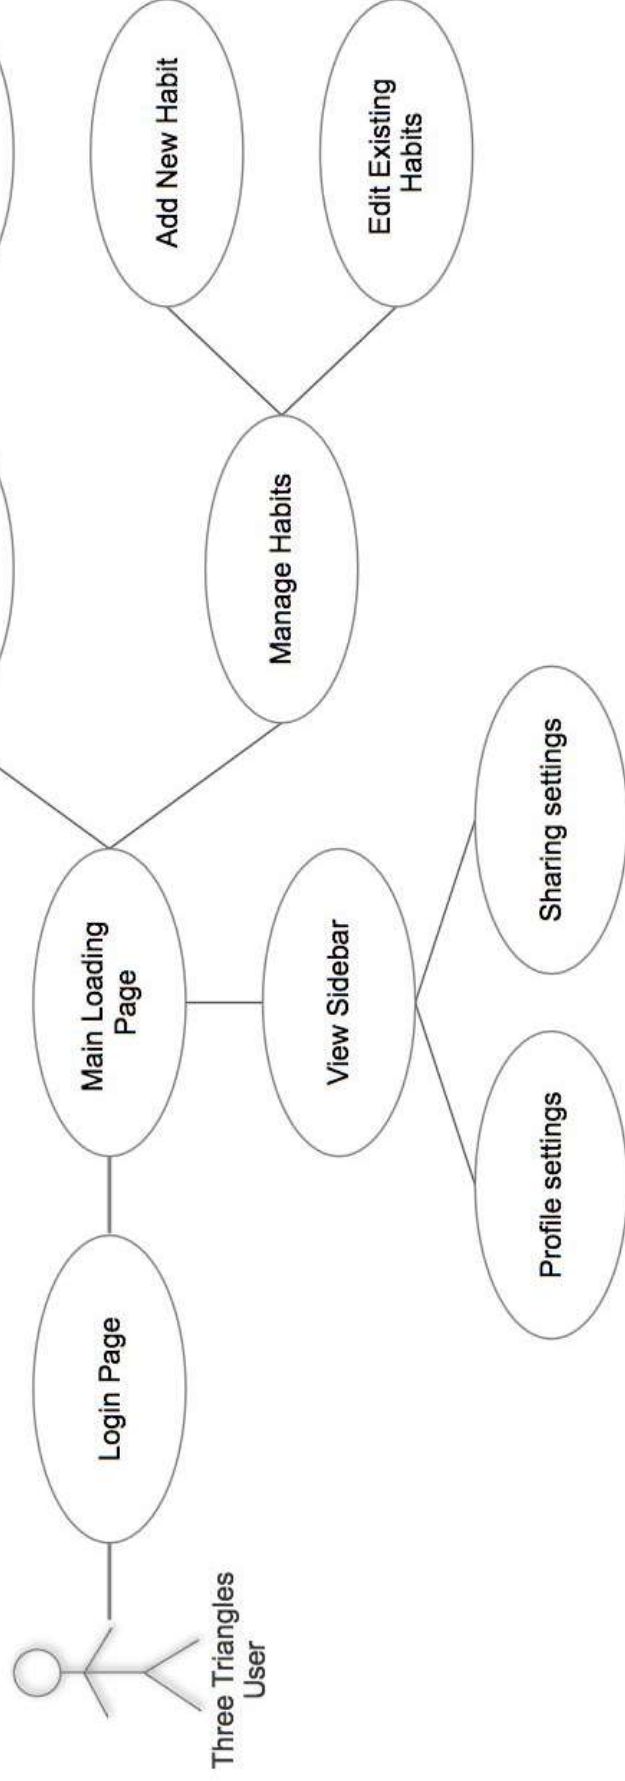 Three Triangles
User
Login Page
Main Loading
Page
View Sidebar
Profile settings
Sharing settings
Manage Habits
Add New Habit
Edit Existing
Habits